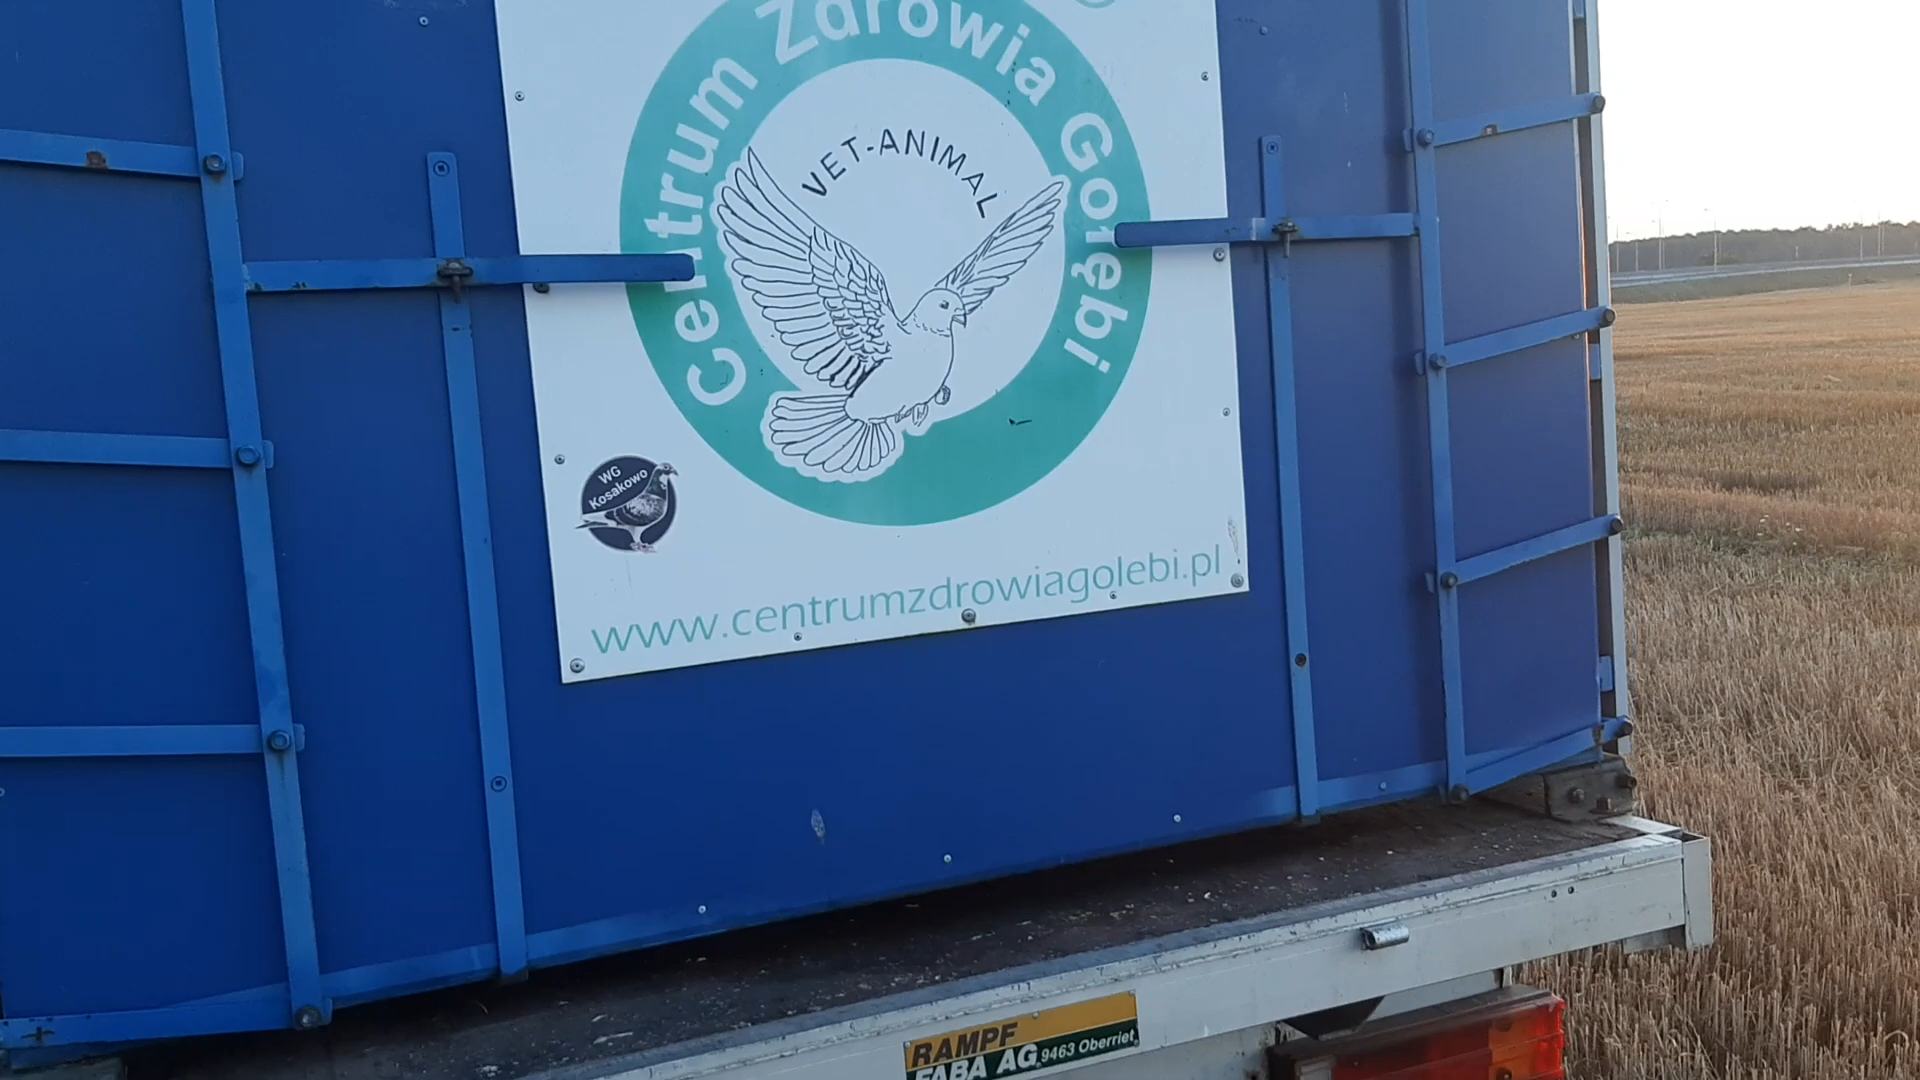 Centrum Zdrowia Gołębi
VET-ANIMAL
WG
Kosakowo
www.centrumzdrowiagolebi.pl
RAMPF
FABA AG 9463 Oberriet